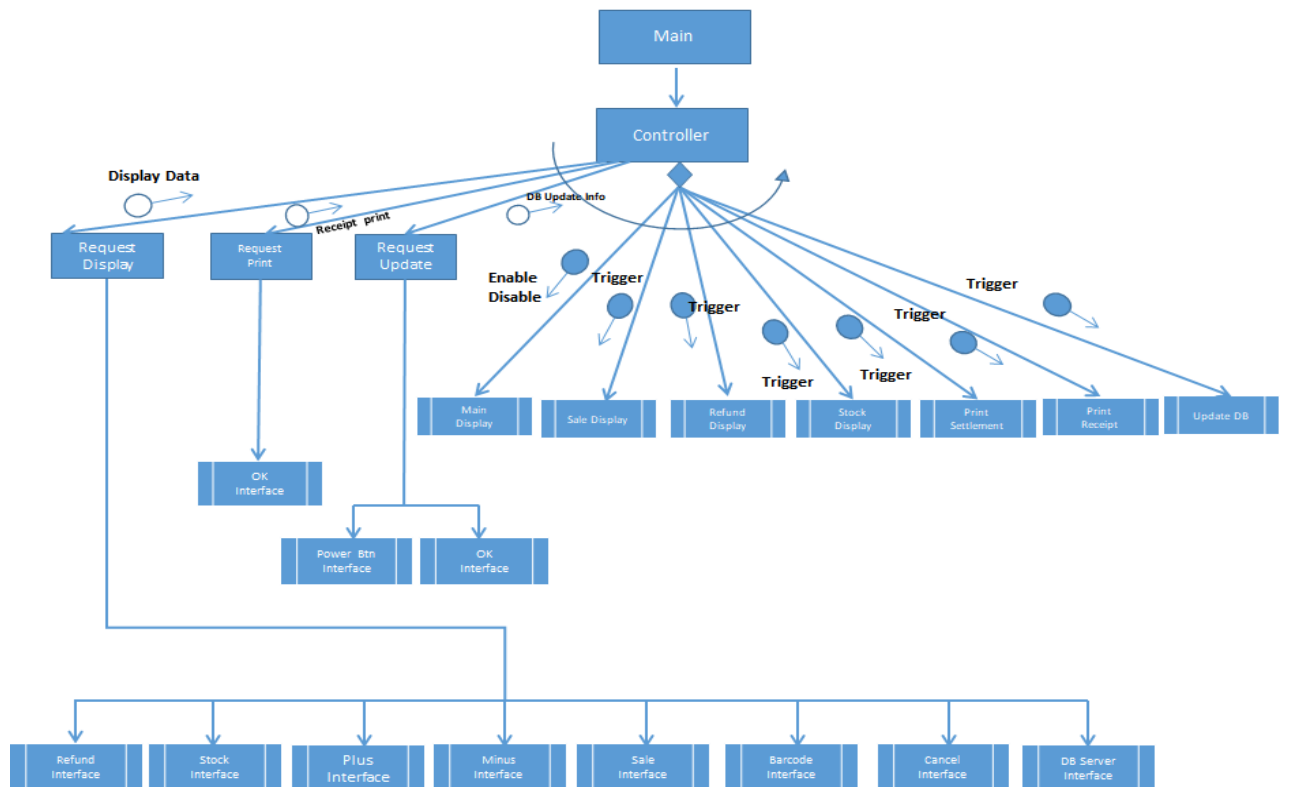 Main
Controller
Display Data
DB Update Info
Receipt print
Request
Display
Request
Print
Request
Update
Enable
Disable
Trigger
Trigger
Trigger
Trigger
Trigger
Trigger
Main
Display
Sale Display
Refund
Display
Stock
Display
Print
Settlement
Print
Receipt
Update DB
OK
Interface
Power Btn
Interface
OK
Interface
Refund
Interface
Stock
Interface
Plus
Interface
Minus
Interface
Sale
Interface
Barcode
Interface
Cancel
Interface
DB Server
Interface